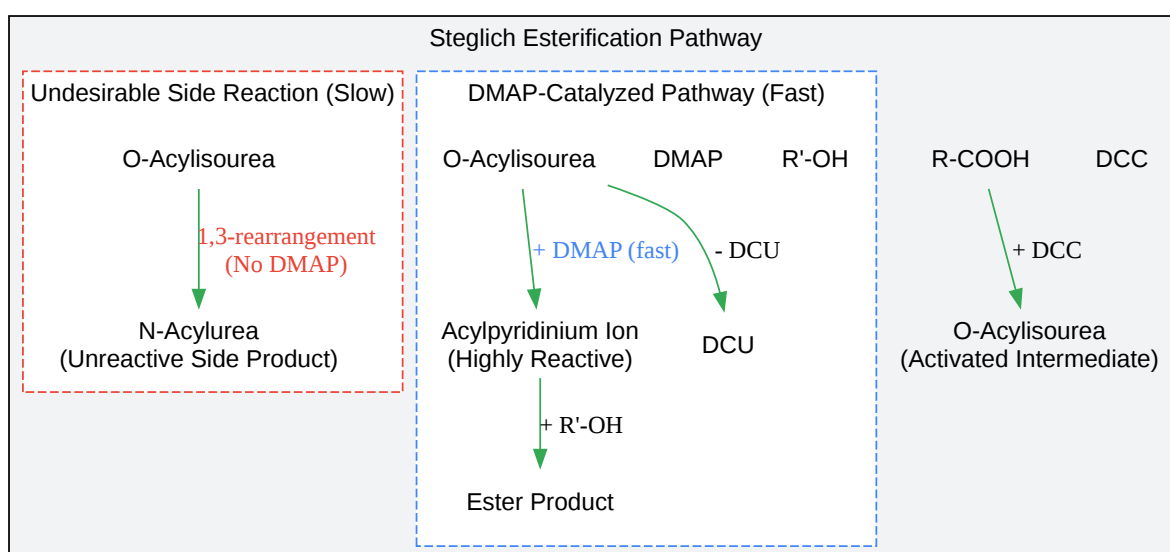 Steglich Esterification Pathway
Undesirable Side Reaction (Slow)
O-Acylisourea
1,3-rearrangement
(No DMAP)
N-Acylurea
(Unreactive Side Product)
DMAP-Catalyzed Pathway (Fast)
O-Acylisourea
DMAP
R'-OH
+ DMAP (fast)
- DCU
Acylpyridinium Ion
(Highly Reactive)
DCU
+ R'-OH
Ester Product
R-COOH
DCC
+ DCC
O-Acylisourea
(Activated Intermediate)